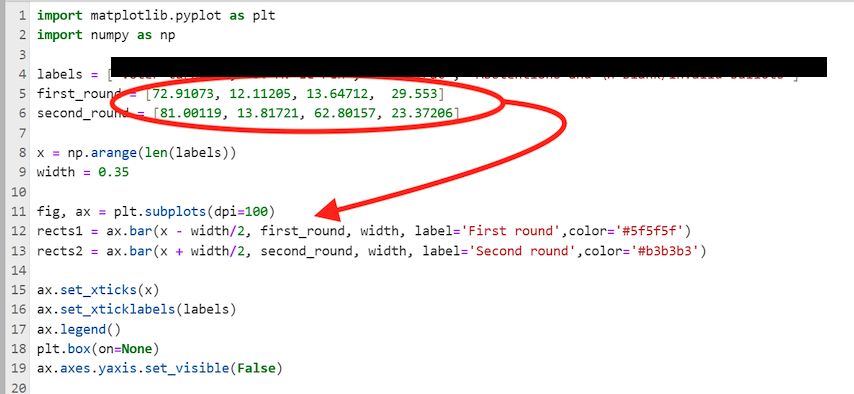 1 import matplotlib.pyplot as plt
2 import numpy as np
3
4 labels = [
5 first_round = [72.91073, 12.11205, 13.64712,  29.553]
6 second_round = [81.00119, 13.81721, 62.80157, 23.37206]
7
8 x = np.arange(len(labels))
9 width = 0.35
10
11 fig, ax = plt.subplots(dpi=100)
12 rects1 = ax.bar(x - width/2, first_round, width, label='First round',color='#5f5f5f')
13 rects2 = ax.bar(x + width/2, second_round, width, label='Second round',color='#b3b3b3')
14
15 ax.set_xticks(x)
16 ax.set_xticklabels(labels)
17 ax.legend()
18 plt.box(on=None)
19 ax.axes.yaxis.set_visible(False)
20